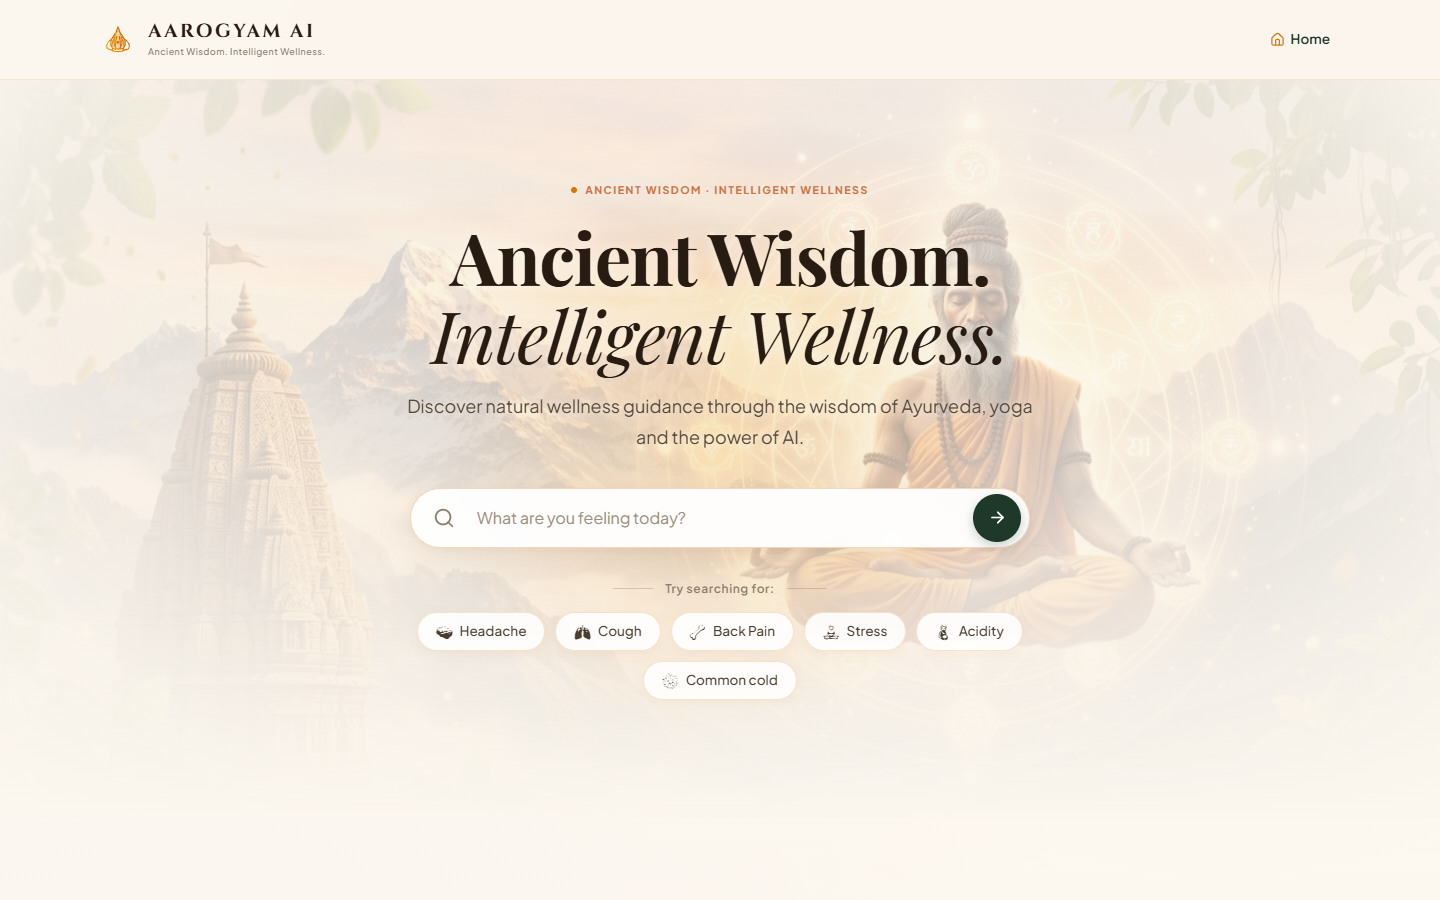 AAROGYAM AI
Ancient Wisdom. Intelligent Wellness.
Home
ANCIENT WISDOM · INTELLIGENT WELLNESS
Ancient Wisdom.
Intelligent Wellness.
Discover natural wellness guidance through the wisdom of Ayurveda, yoga
and the power of AI.
What are you feeling today?
Try searching for:
Headache
Cough
Back Pain
Stress
Acidity
Common cold
ॐ
या